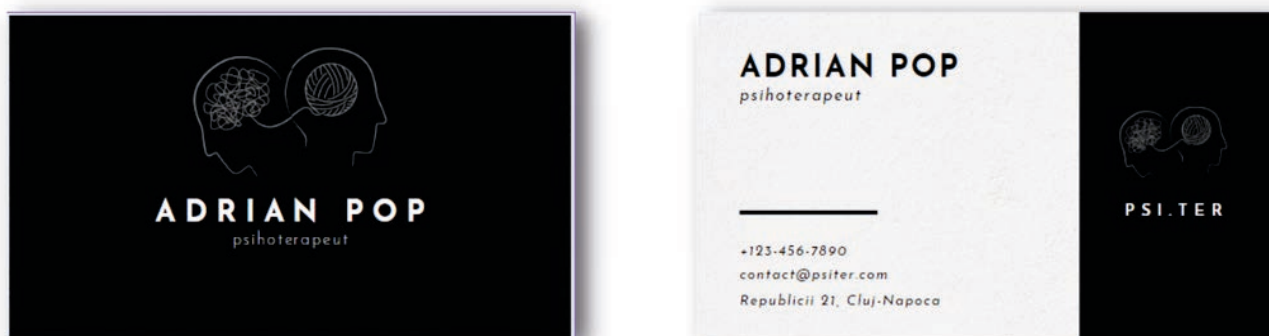 ADRIAN POP
psihoterapeut
ADRIAN POP
psihoterapeut
+123-456-7890
contact@psiter.com
Republicii 21, Cluj-Napoca
PSI.TER